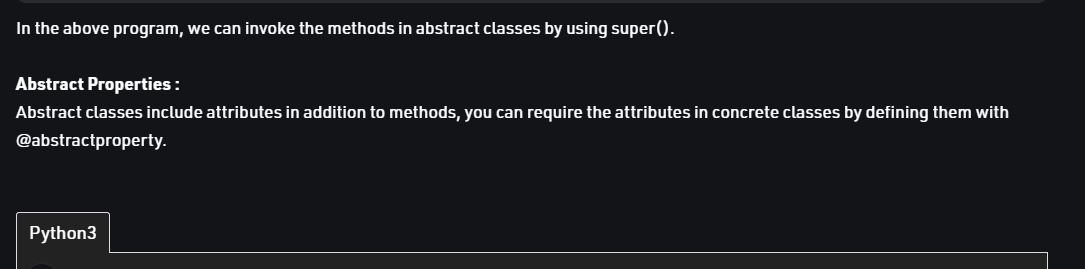 In the above program, we can invoke the methods in abstract classes by using super().
Abstract Properties :
Abstract classes include attributes in addition to methods, you can require the attributes in concrete classes by defining them with
@abstractproperty.
Python3